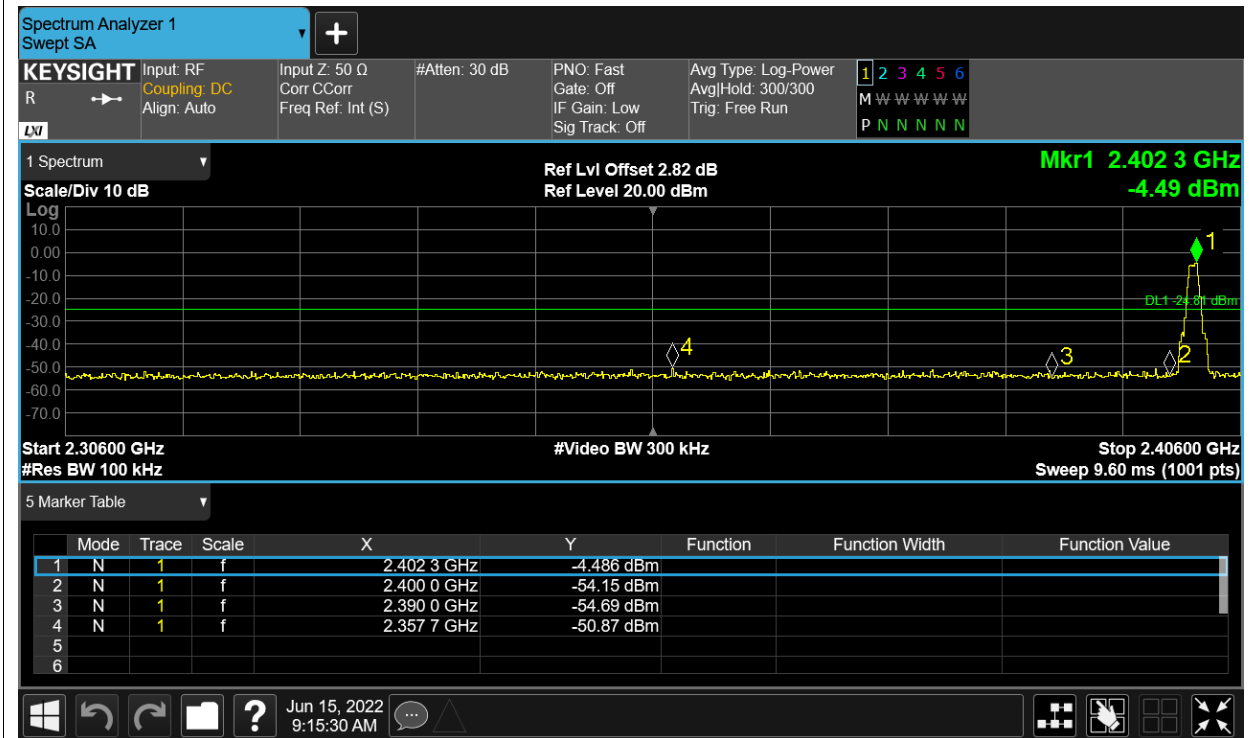 Spectrum Analyzer 1
Swept SA
+
KEYSIGHT Input: RF Input Z: 50 Ω #Atten: 30 dB PNO: Fast Avg Type: Log-Power 1 2 3 4 5 6
R Coupling: DC Corr CCorr Gate: Off Avg|Hold: 300/300 M W W W W W W
Align: Auto Freq Ref: Int (S) IF Gain: Low Trig: Free Run P N N N N N N
LXI Sig Track: Off
1 Spectrum Ref Lvl Offset 2.82 dB Mkr1 2.402 3 GHz
Scale/Div 10 dB Ref Level 20.00 dBm -4.49 dBm
Log
10.0
0.00 1
-10.0
-20.0 DL1 -24.81 dBm
-30.0
-40.0 4 3 2
-50.0
-60.0
-70.0
Start 2.30600 GHz #Video BW 300 kHz Stop 2.40600 GHz
#Res BW 100 kHz Sweep 9.60 ms (1001 pts)
5 Marker Table
Mode Trace Scale X Y Function Function Width Function Value
1 N 1 f 2.402 3 GHz -4.486 dBm
2 N 1 f 2.400 0 GHz -54.15 dBm
3 N 1 f 2.390 0 GHz -54.69 dBm
4 N 1 f 2.357 7 GHz -50.87 dBm
5
6
? Jun 15, 2022
9:15:30 AM